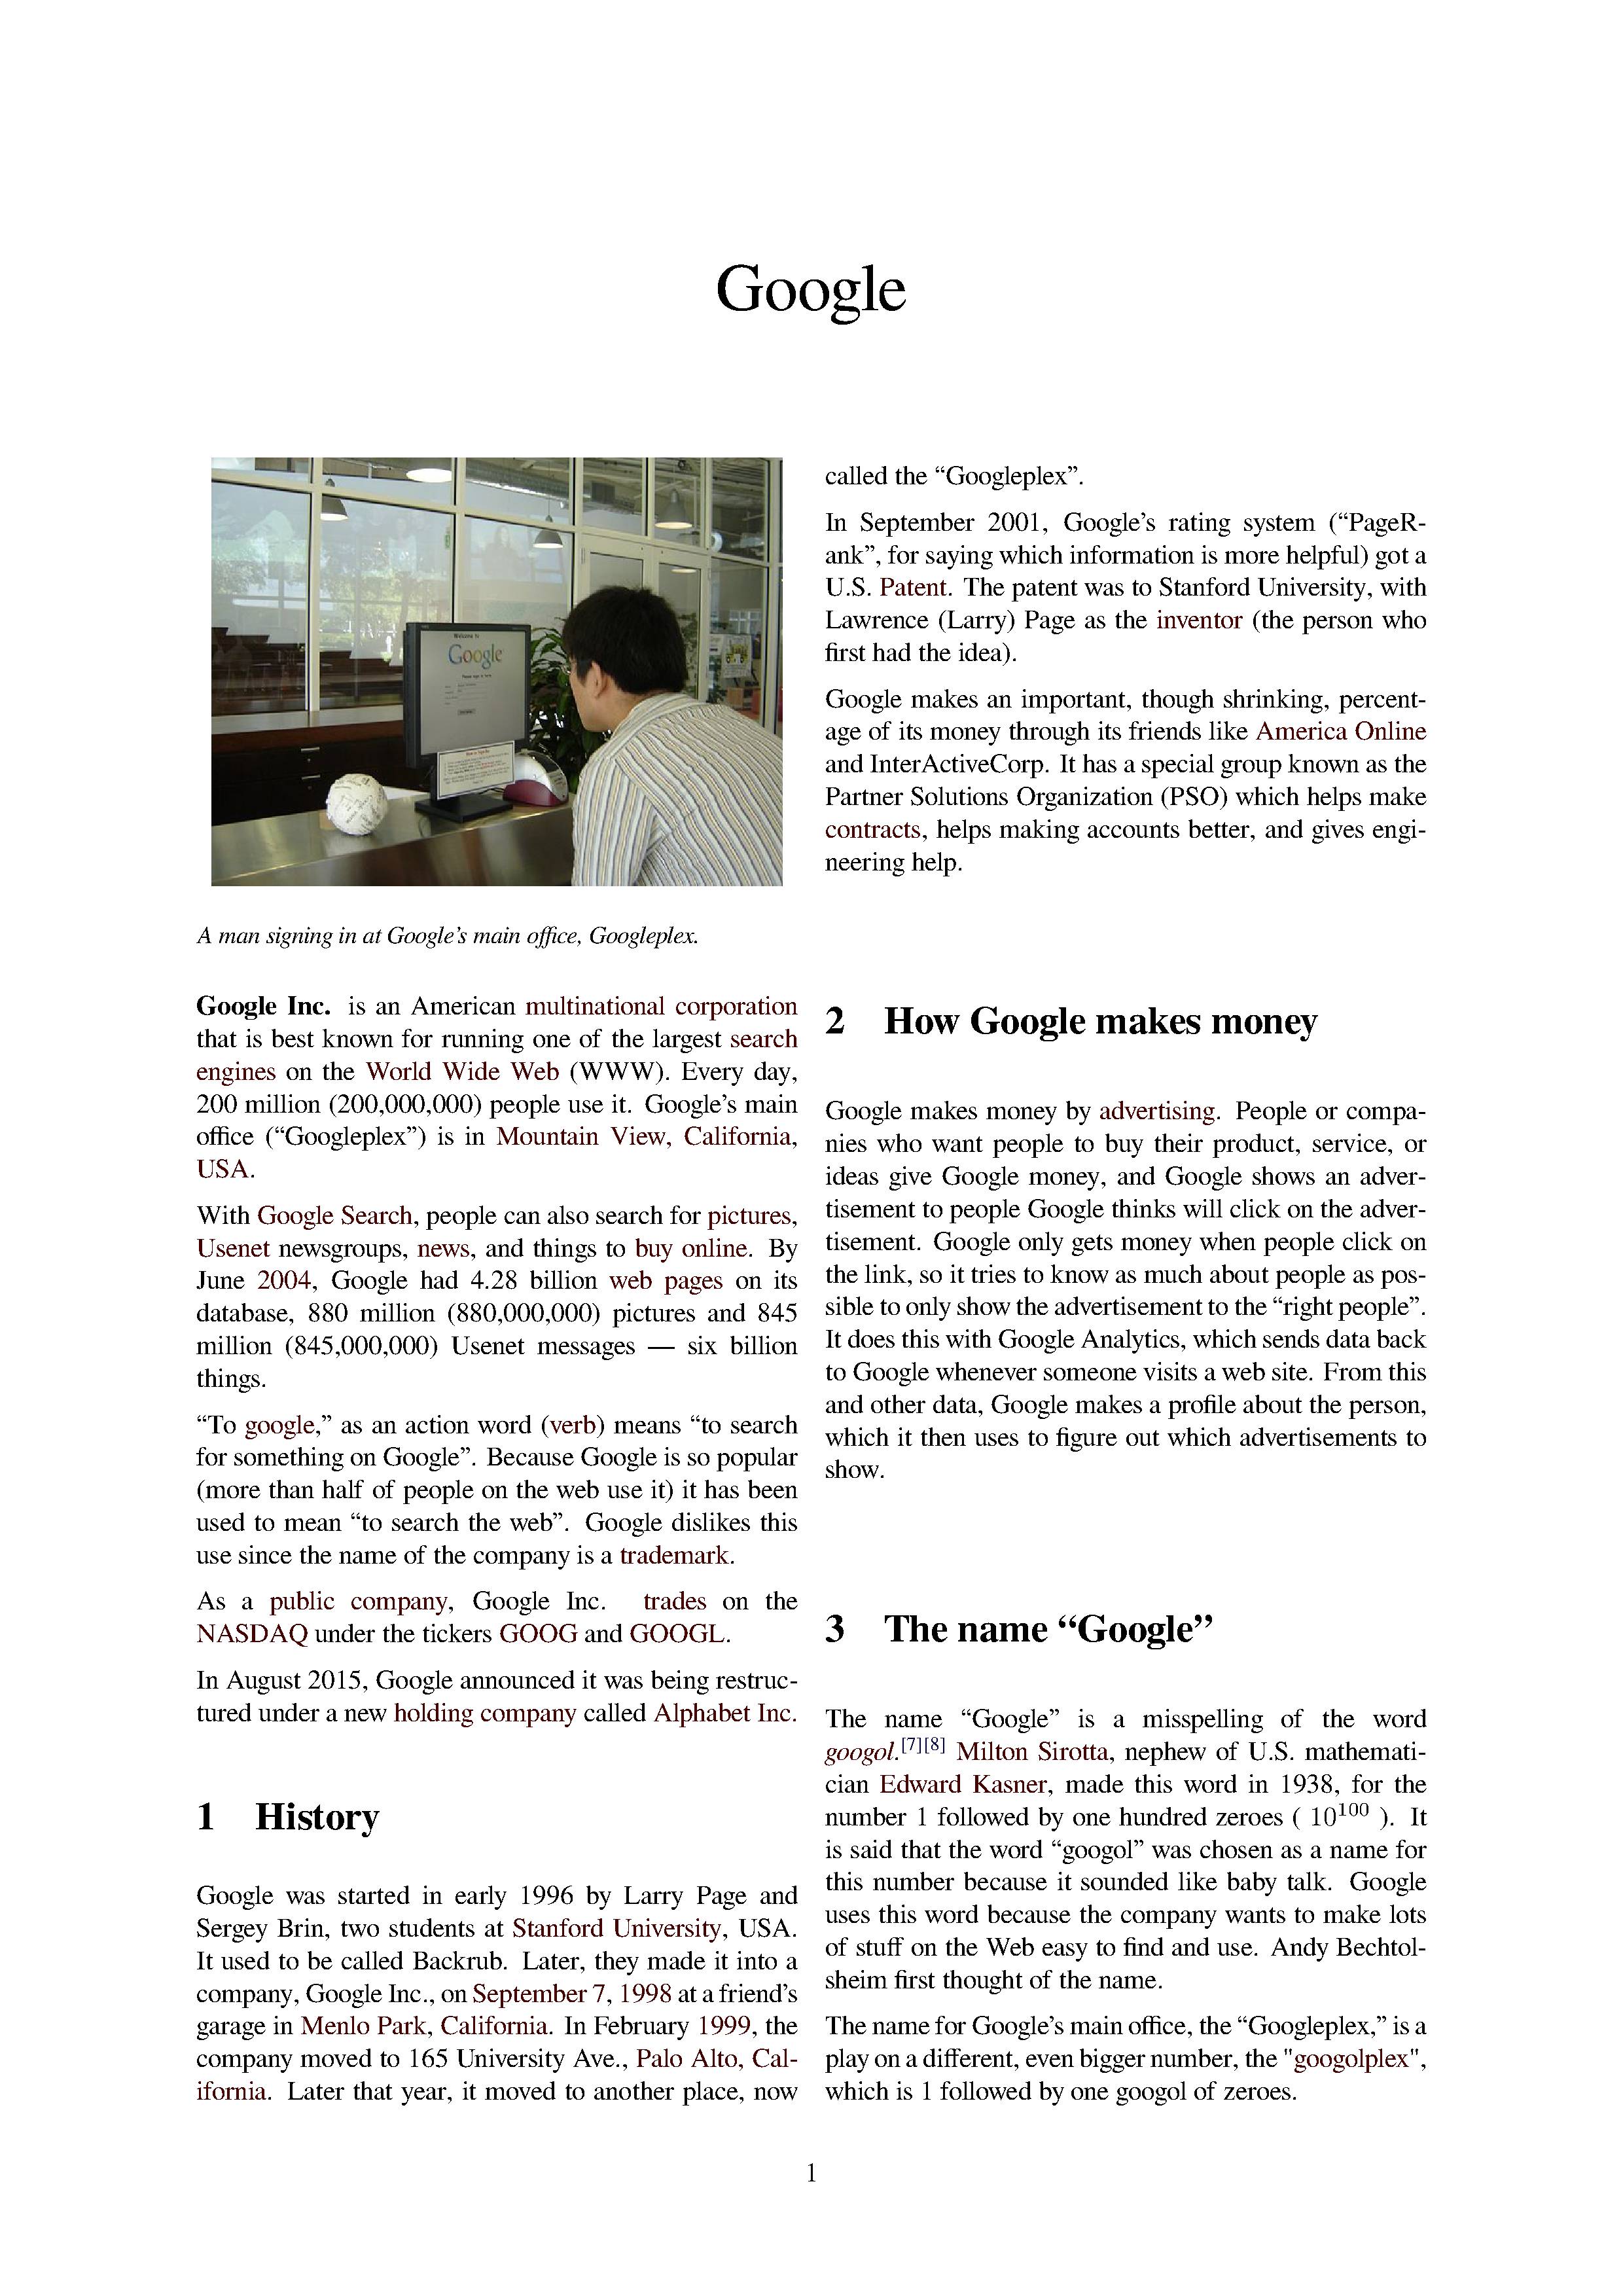 Google
Welcome to
Google
called the “Googleplex”.
In September 2001, Google’s rating system (“PageR-
ank”, for saying which information is more helpful) got a
U.S. Patent. The patent was to Stanford University, with
Lawrence (Larry) Page as the inventor (the person who
first had the idea).
Google makes an important, though shrinking, percent-
age of its money through its friends like America Online
and InterActiveCorp. It has a special group known as the
Partner Solutions Organization (PSO) which helps make
contracts, helps making accounts better, and gives engi-
neering help.
A man signing in at Google’s main office, Googleplex.
Google Inc. is an American multinational corporation
that is best known for running one of the largest search
engines on the World Wide Web (WWW). Every day,
200 million (200,000,000) people use it. Google’s main
office (“Googleplex”) is in Mountain View, California,
USA.
With Google Search, people can also search for pictures,
Usenet newsgroups, news, and things to buy online. By
June 2004, Google had 4.28 billion web pages on its
database, 880 million (880,000,000) pictures and 845
million (845,000,000) Usenet messages — six billion
things.
“To google,” as an action word (verb) means “to search
for something on Google”. Because Google is so popular
(more than half of people on the web use it) it has been
used to mean “to search the web”. Google dislikes this
use since the name of the company is a trademark.
As a public company, Google Inc. trades on the
NASDAQ under the tickers GOOG and GOOGL.
In August 2015, Google announced it was being restruc-
tured under a new holding company called Alphabet Inc.
1 History
Google was started in early 1996 by Larry Page and
Sergey Brin, two students at Stanford University, USA.
It used to be called Backrub. Later, they made it into a
company, Google Inc., on September 7, 1998 at a friend’s
garage in Menlo Park, California. In February 1999, the
company moved to 165 University Ave., Palo Alto, Cal-
ifornia. Later that year, it moved to another place, now
2 How Google makes money
Google makes money by advertising. People or compa-
nies who want people to buy their product, service, or
ideas give Google money, and Google shows an adver-
tisement to people Google thinks will click on the adver-
tisement. Google only gets money when people click on
the link, so it tries to know as much about people as pos-
sible to only show the advertisement to the “right people”.
It does this with Google Analytics, which sends data back
to Google whenever someone visits a web site. From this
and other data, Google makes a profile about the person,
which it then uses to figure out which advertisements to
show.
3 The name “Google”
The name “Google” is a misspelling of the word
googol.[7][8] Milton Sirotta, nephew of U.S. mathemati-
cian Edward Kasner, made this word in 1938, for the
number 1 followed by one hundred zeroes ( 10^100 ). It
is said that the word “googol” was chosen as a name for
this number because it sounded like baby talk. Google
uses this word because the company wants to make lots
of stuff on the Web easy to find and use. Andy Bechtol-
sheim first thought of the name.
The name for Google’s main office, the “Googleplex,” is a
play on a different, even bigger number, the "googolplex",
which is 1 followed by one googol of zeroes.
1